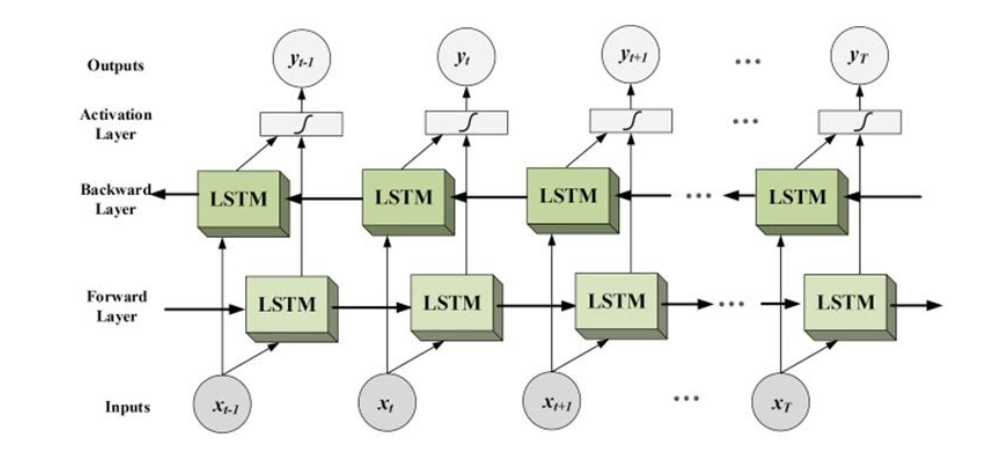 Outputs
y_{t-1} y_t y_{t+1} ... y_T
Activation
Layer
∫ ∫ ∫ ... ∫
Backward
Layer
LSTM LSTM LSTM ... LSTM
Forward
Layer
LSTM LSTM LSTM ... LSTM
Inputs
x_{t-1} x_t x_{t+1} ... x_T